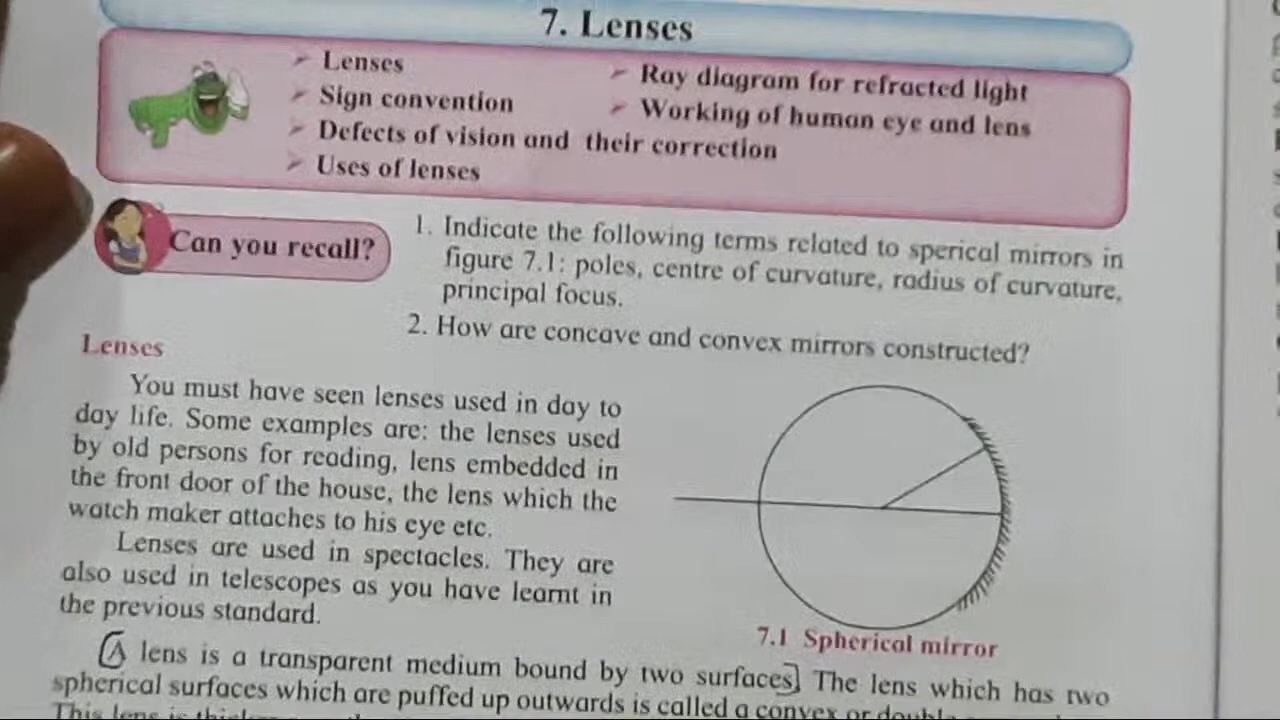 7. Lenses
Lenses
Ray diagram for refracted light
Sign convention
Working of human eye and lens
Defects of vision and their correction
Uses of lenses
Can you recall?
1. Indicate the following terms related to sperical mirrors in
figure 7.1: poles, centre of curvature, radius of curvature,
principal focus.
2. How are concave and convex mirrors constructed?
Lenses
You must have seen lenses used in day to
day life. Some examples are: the lenses used
by old persons for reading, lens embedded in
the front door of the house, the lens which the
watch maker attaches to his eye etc.
Lenses are used in spectacles. They are
also used in telescopes as you have learnt in
the previous standard.
7.1 Spherical mirror
A lens is a transparent medium bound by two surfaces. The lens which has two
spherical surfaces which are puffed up outwards is called a convex or double
This lens is